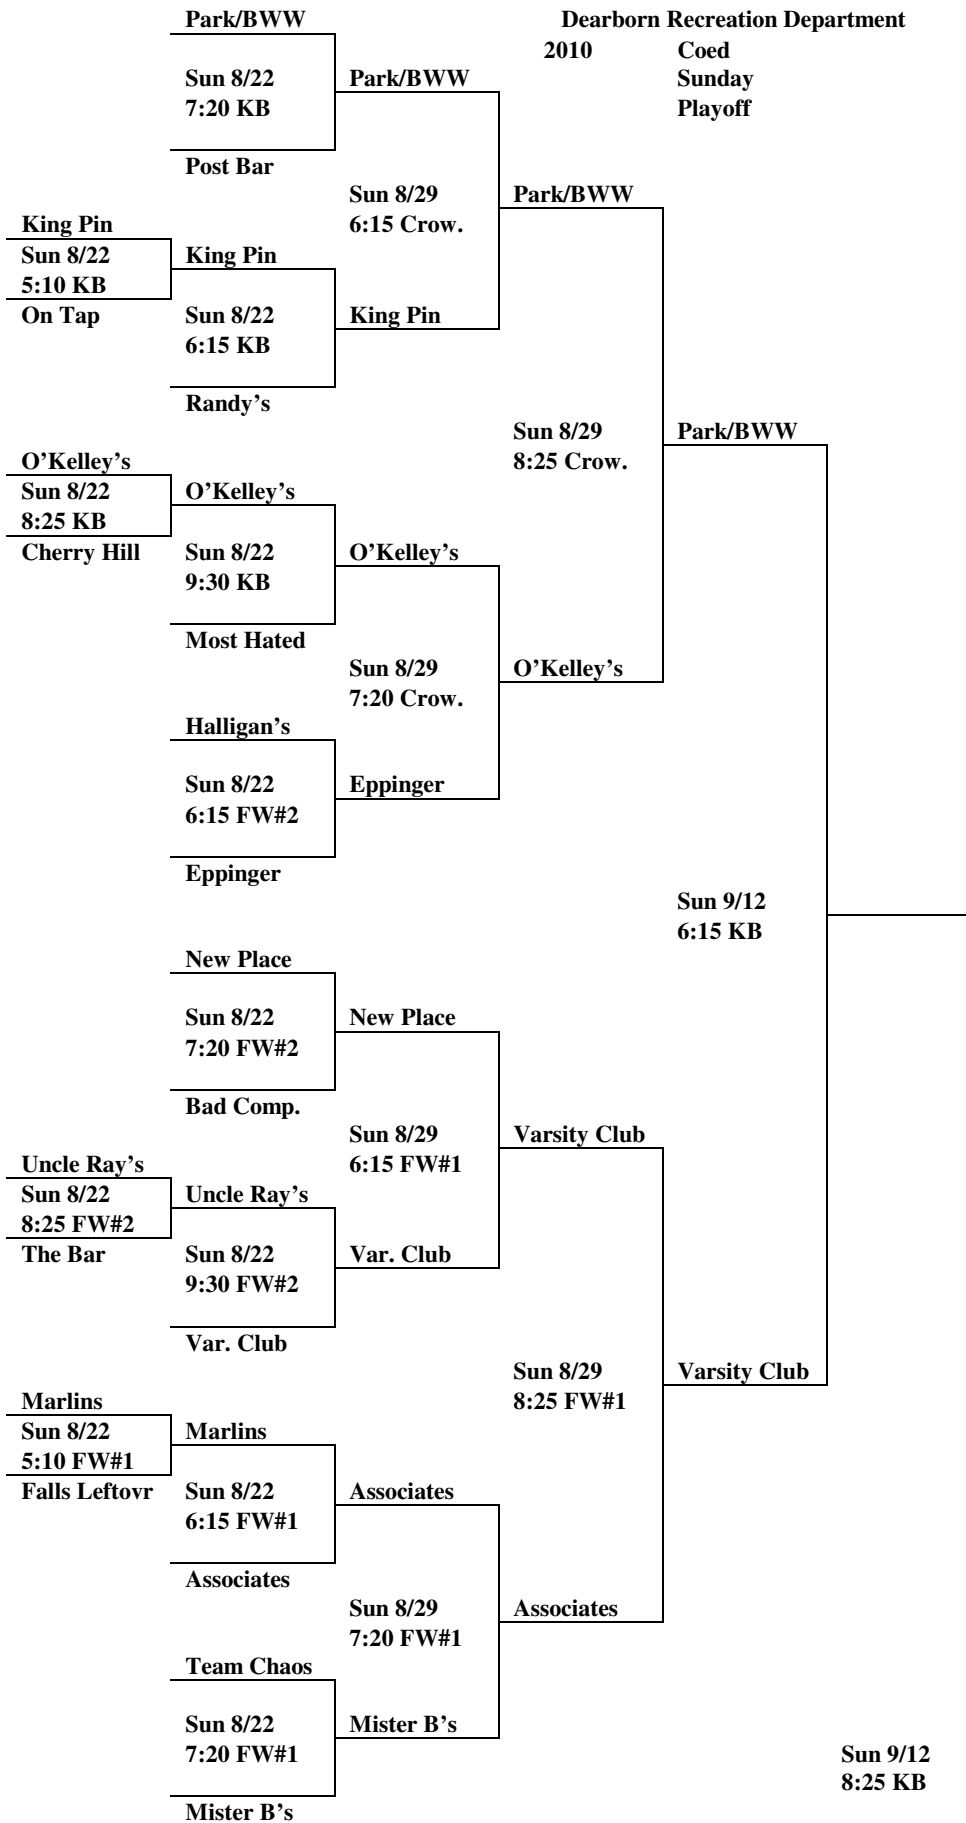 Park/BWW
Dearborn Recreation Department
2010 Coed
Sunday
Playoff
Sun 8/22
7:20 KB
Park/BWW
Post Bar
Sun 8/29
6:15 Crow.
Park/BWW
King Pin
Sun 8/22
5:10 KB
On Tap
King Pin
Sun 8/22
6:15 KB
King Pin
Randy’s
Sun 8/29
8:25 Crow.
Park/BWW
O’Kelley’s
Sun 8/22
8:25 KB
Cherry Hill
O’Kelley’s
Sun 8/22
9:30 KB
O’Kelley’s
Most Hated
Sun 8/29
7:20 Crow.
O’Kelley’s
Halligan’s
Sun 8/22
6:15 FW#2
Eppinger
Eppinger
Sun 9/12
6:15 KB
New Place
Sun 8/22
7:20 FW#2
New Place
Bad Comp.
Sun 8/29
6:15 FW#1
Varsity Club
Uncle Ray’s
Sun 8/22
8:25 FW#2
The Bar
Uncle Ray’s
Sun 8/22
9:30 FW#2
Var. Club
Var. Club
Sun 8/29
8:25 FW#1
Varsity Club
Marlins
Sun 8/22
5:10 FW#1
Falls Leftovr
Marlins
Sun 8/22
6:15 FW#1
Associates
Associates
Sun 8/29
7:20 FW#1
Associates
Team Chaos
Sun 8/22
7:20 FW#1
Mister B’s
Mister B’s
Sun 9/12
8:25 KB